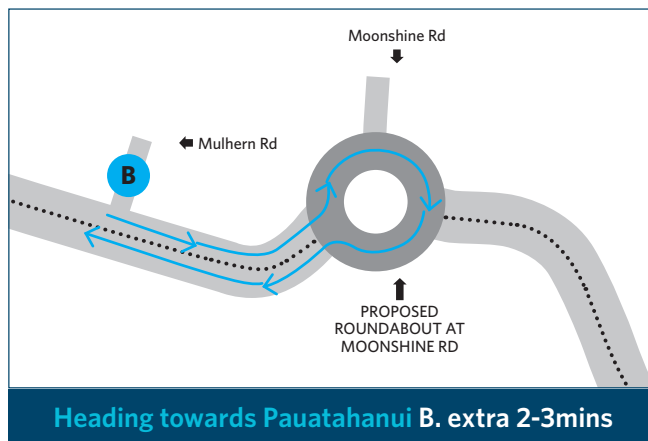 Moonshine Rd
Mulhern Rd
B
PROPOSED
ROUNDABOUT AT
MOONSHINE RD
Heading towards Pauatahanui B. extra 2-3mins